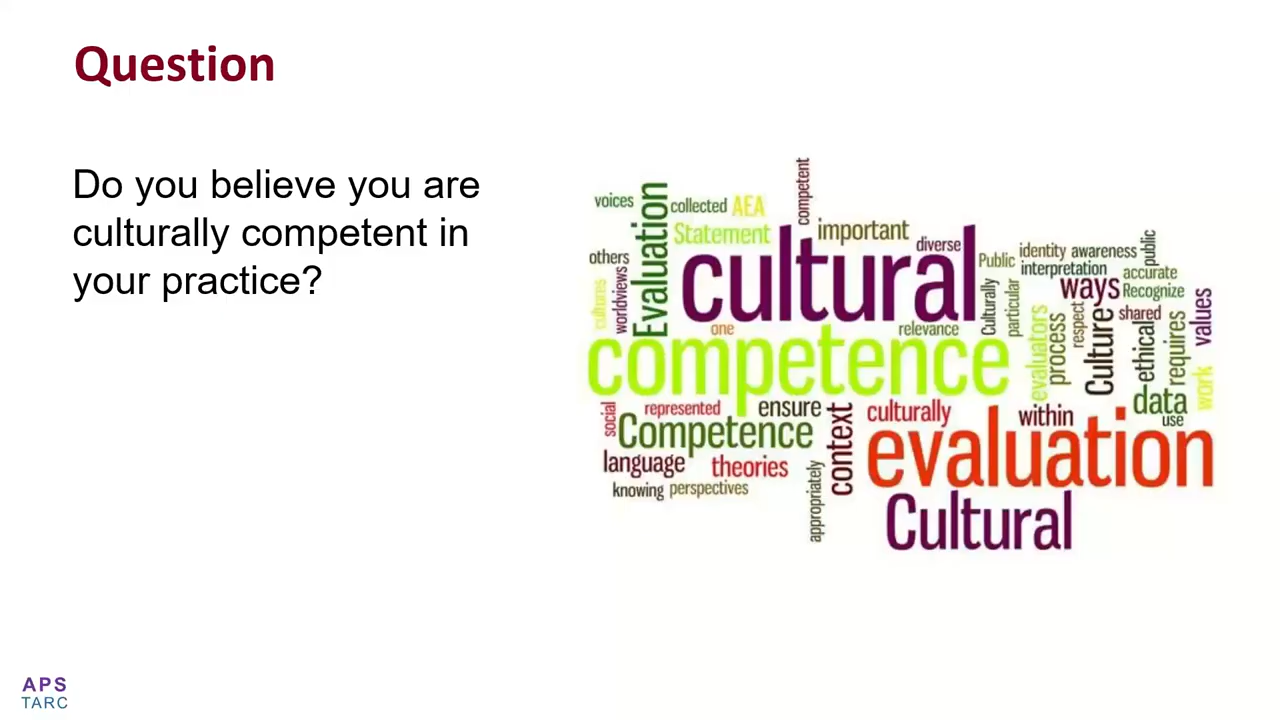 Question
Do you believe you are
culturally competent in
your practice?
competent
voices
collected
AEA
Evaluation
Statement
important
cultural
diverse
others
worldviews
cultures
Public
identity
awareness
public
interpretation
accurate
ways
Recognize
Culturally
particular
one
relevance
competence
evaluators
process
respect
Culture
shared
ethical
requires
values
work
data
use
social
represented
ensure
Competence
context
culturally
within
evaluation
language
theories
knowing
perspectives
appropriately
Cultural
APS
TARC